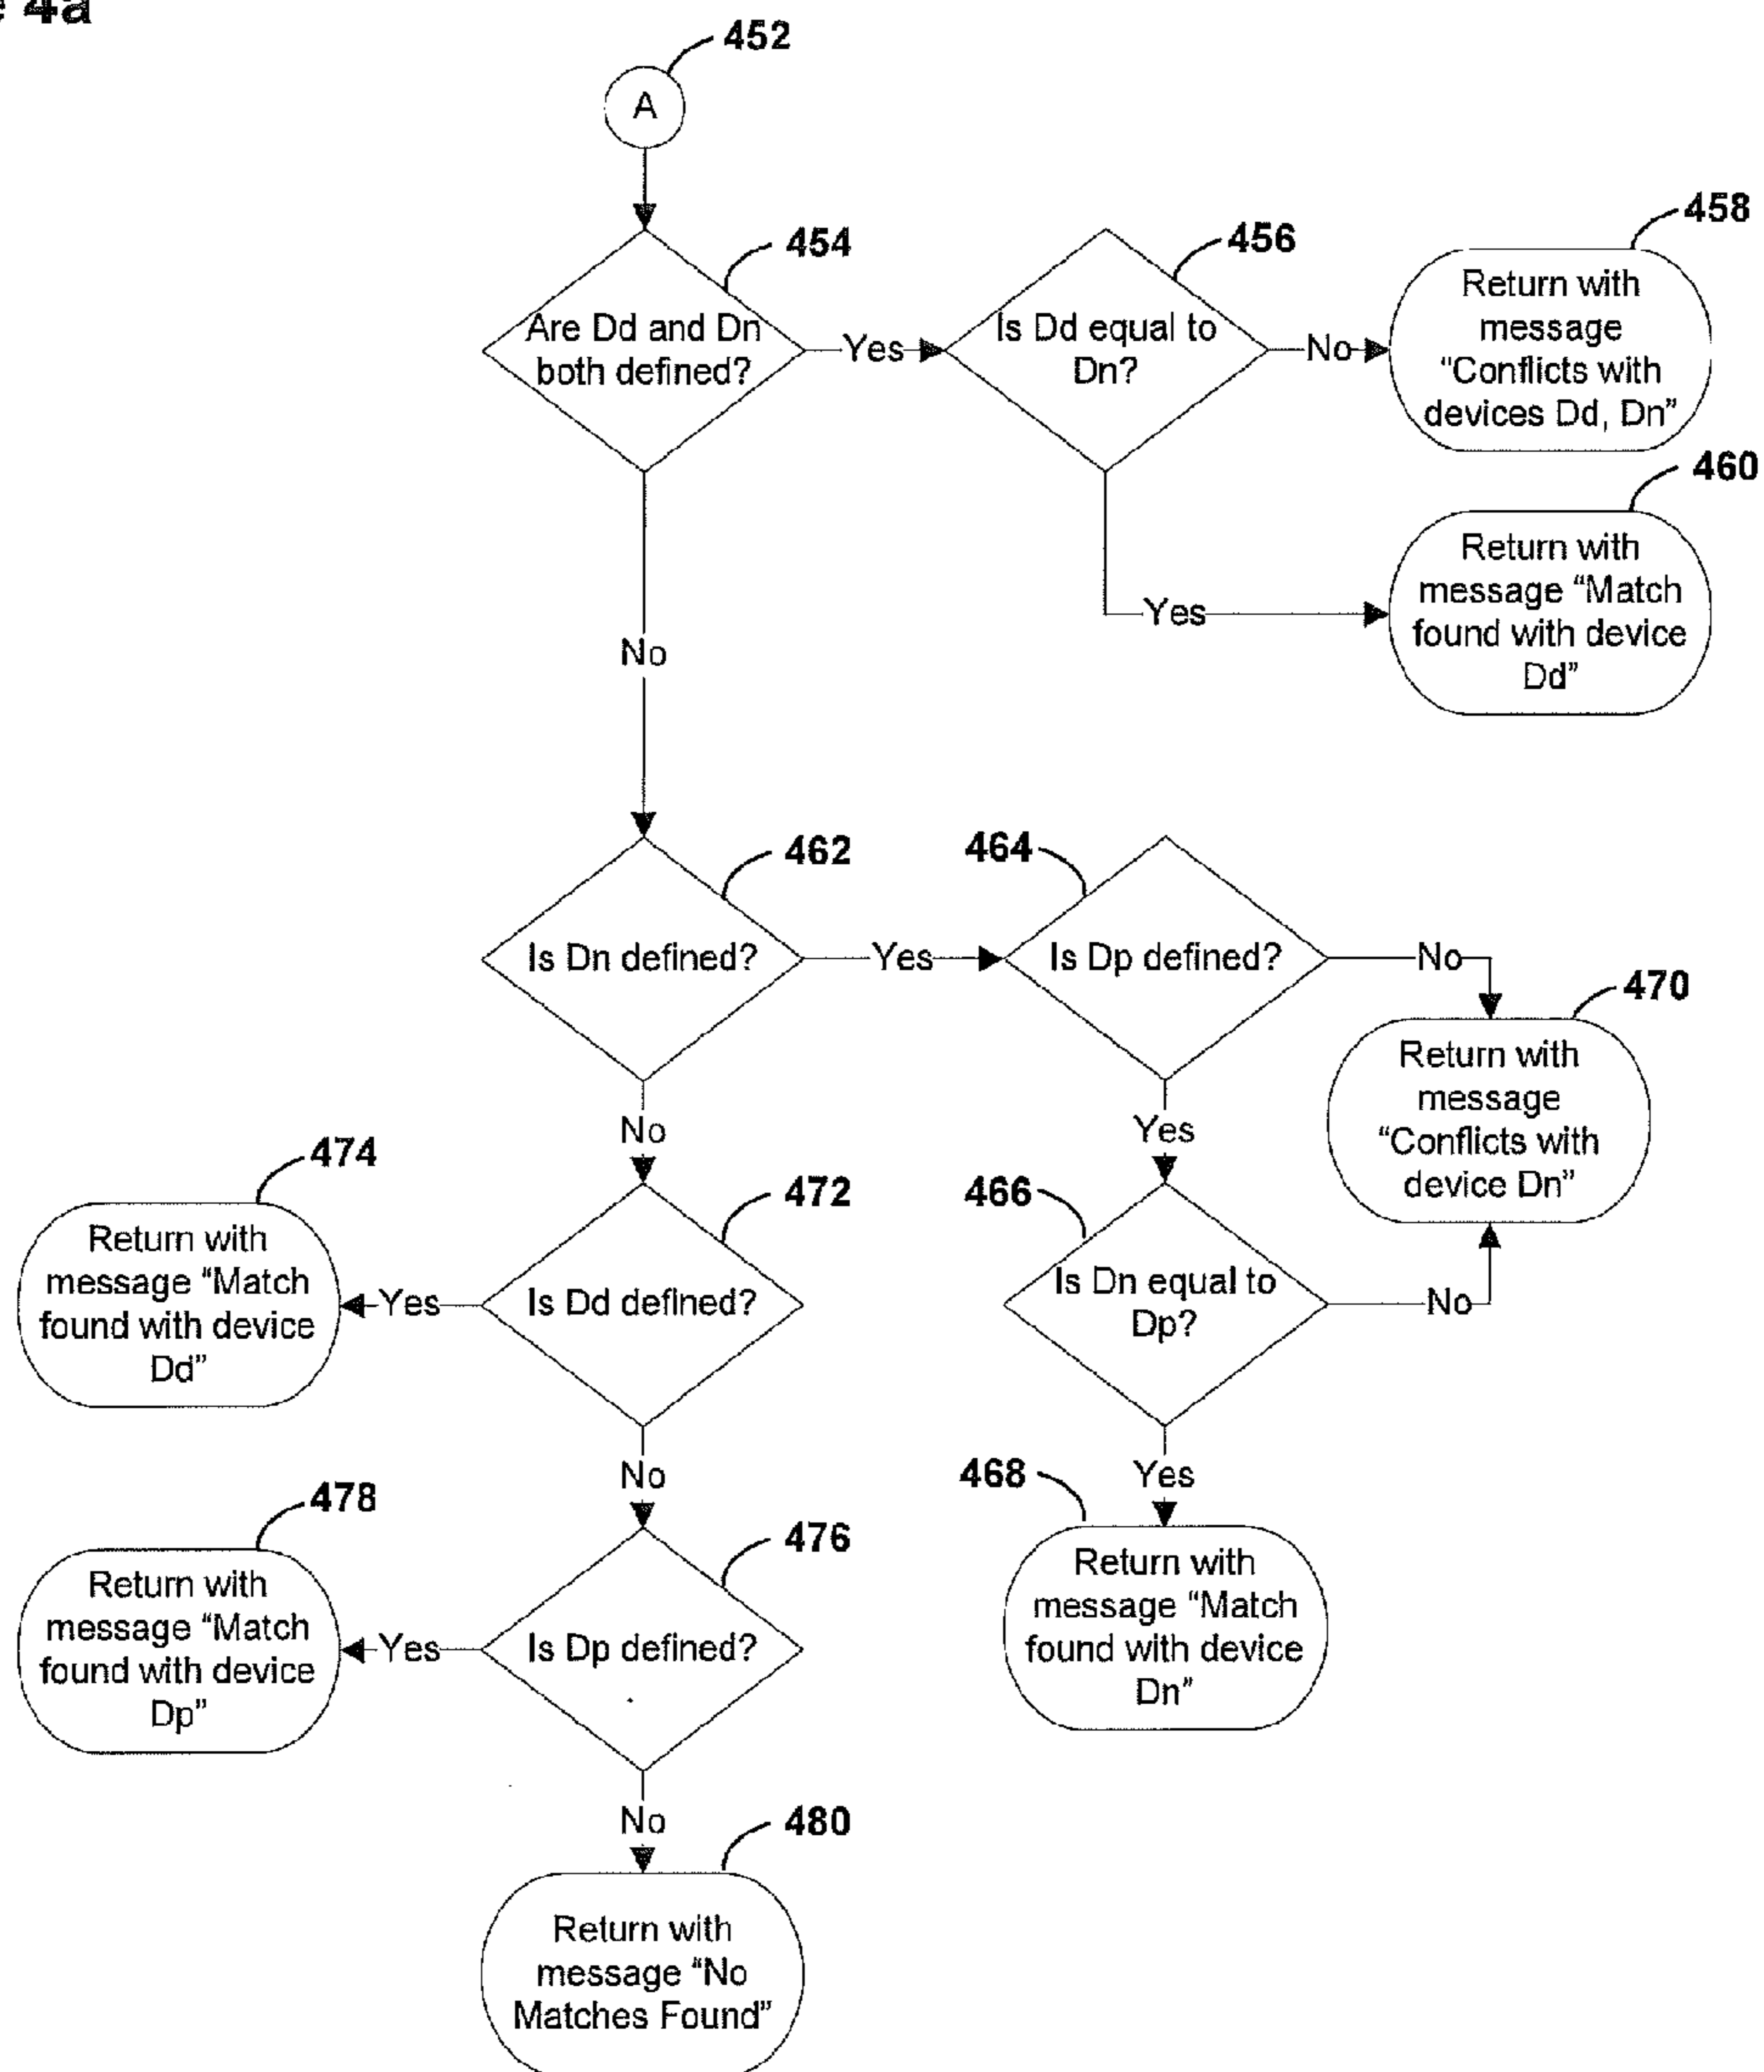 4a
452
A
454
Are Dd and Dn
both defined?
Yes
456
Is Dd equal to
Dn?
No
458
Return with
message
“Conflicts with
devices Dd, Dn”
460
Return with
message “Match
found with device
Dd”
Yes
No
462
Is Dn defined?
Yes
464
Is Dp defined?
No
470
Return with
message
“Conflicts with
device Dn”
No
Yes
474
Return with
message “Match
found with device
Dd”
Yes
472
Is Dd defined?
466
Is Dn equal to
Dp?
No
No
Yes
478
Return with
message “Match
found with device
Dp”
Yes
476
Is Dp defined?
468
Return with
message “Match
found with device
Dn”
No
480
Return with
message “No
Matches Found”